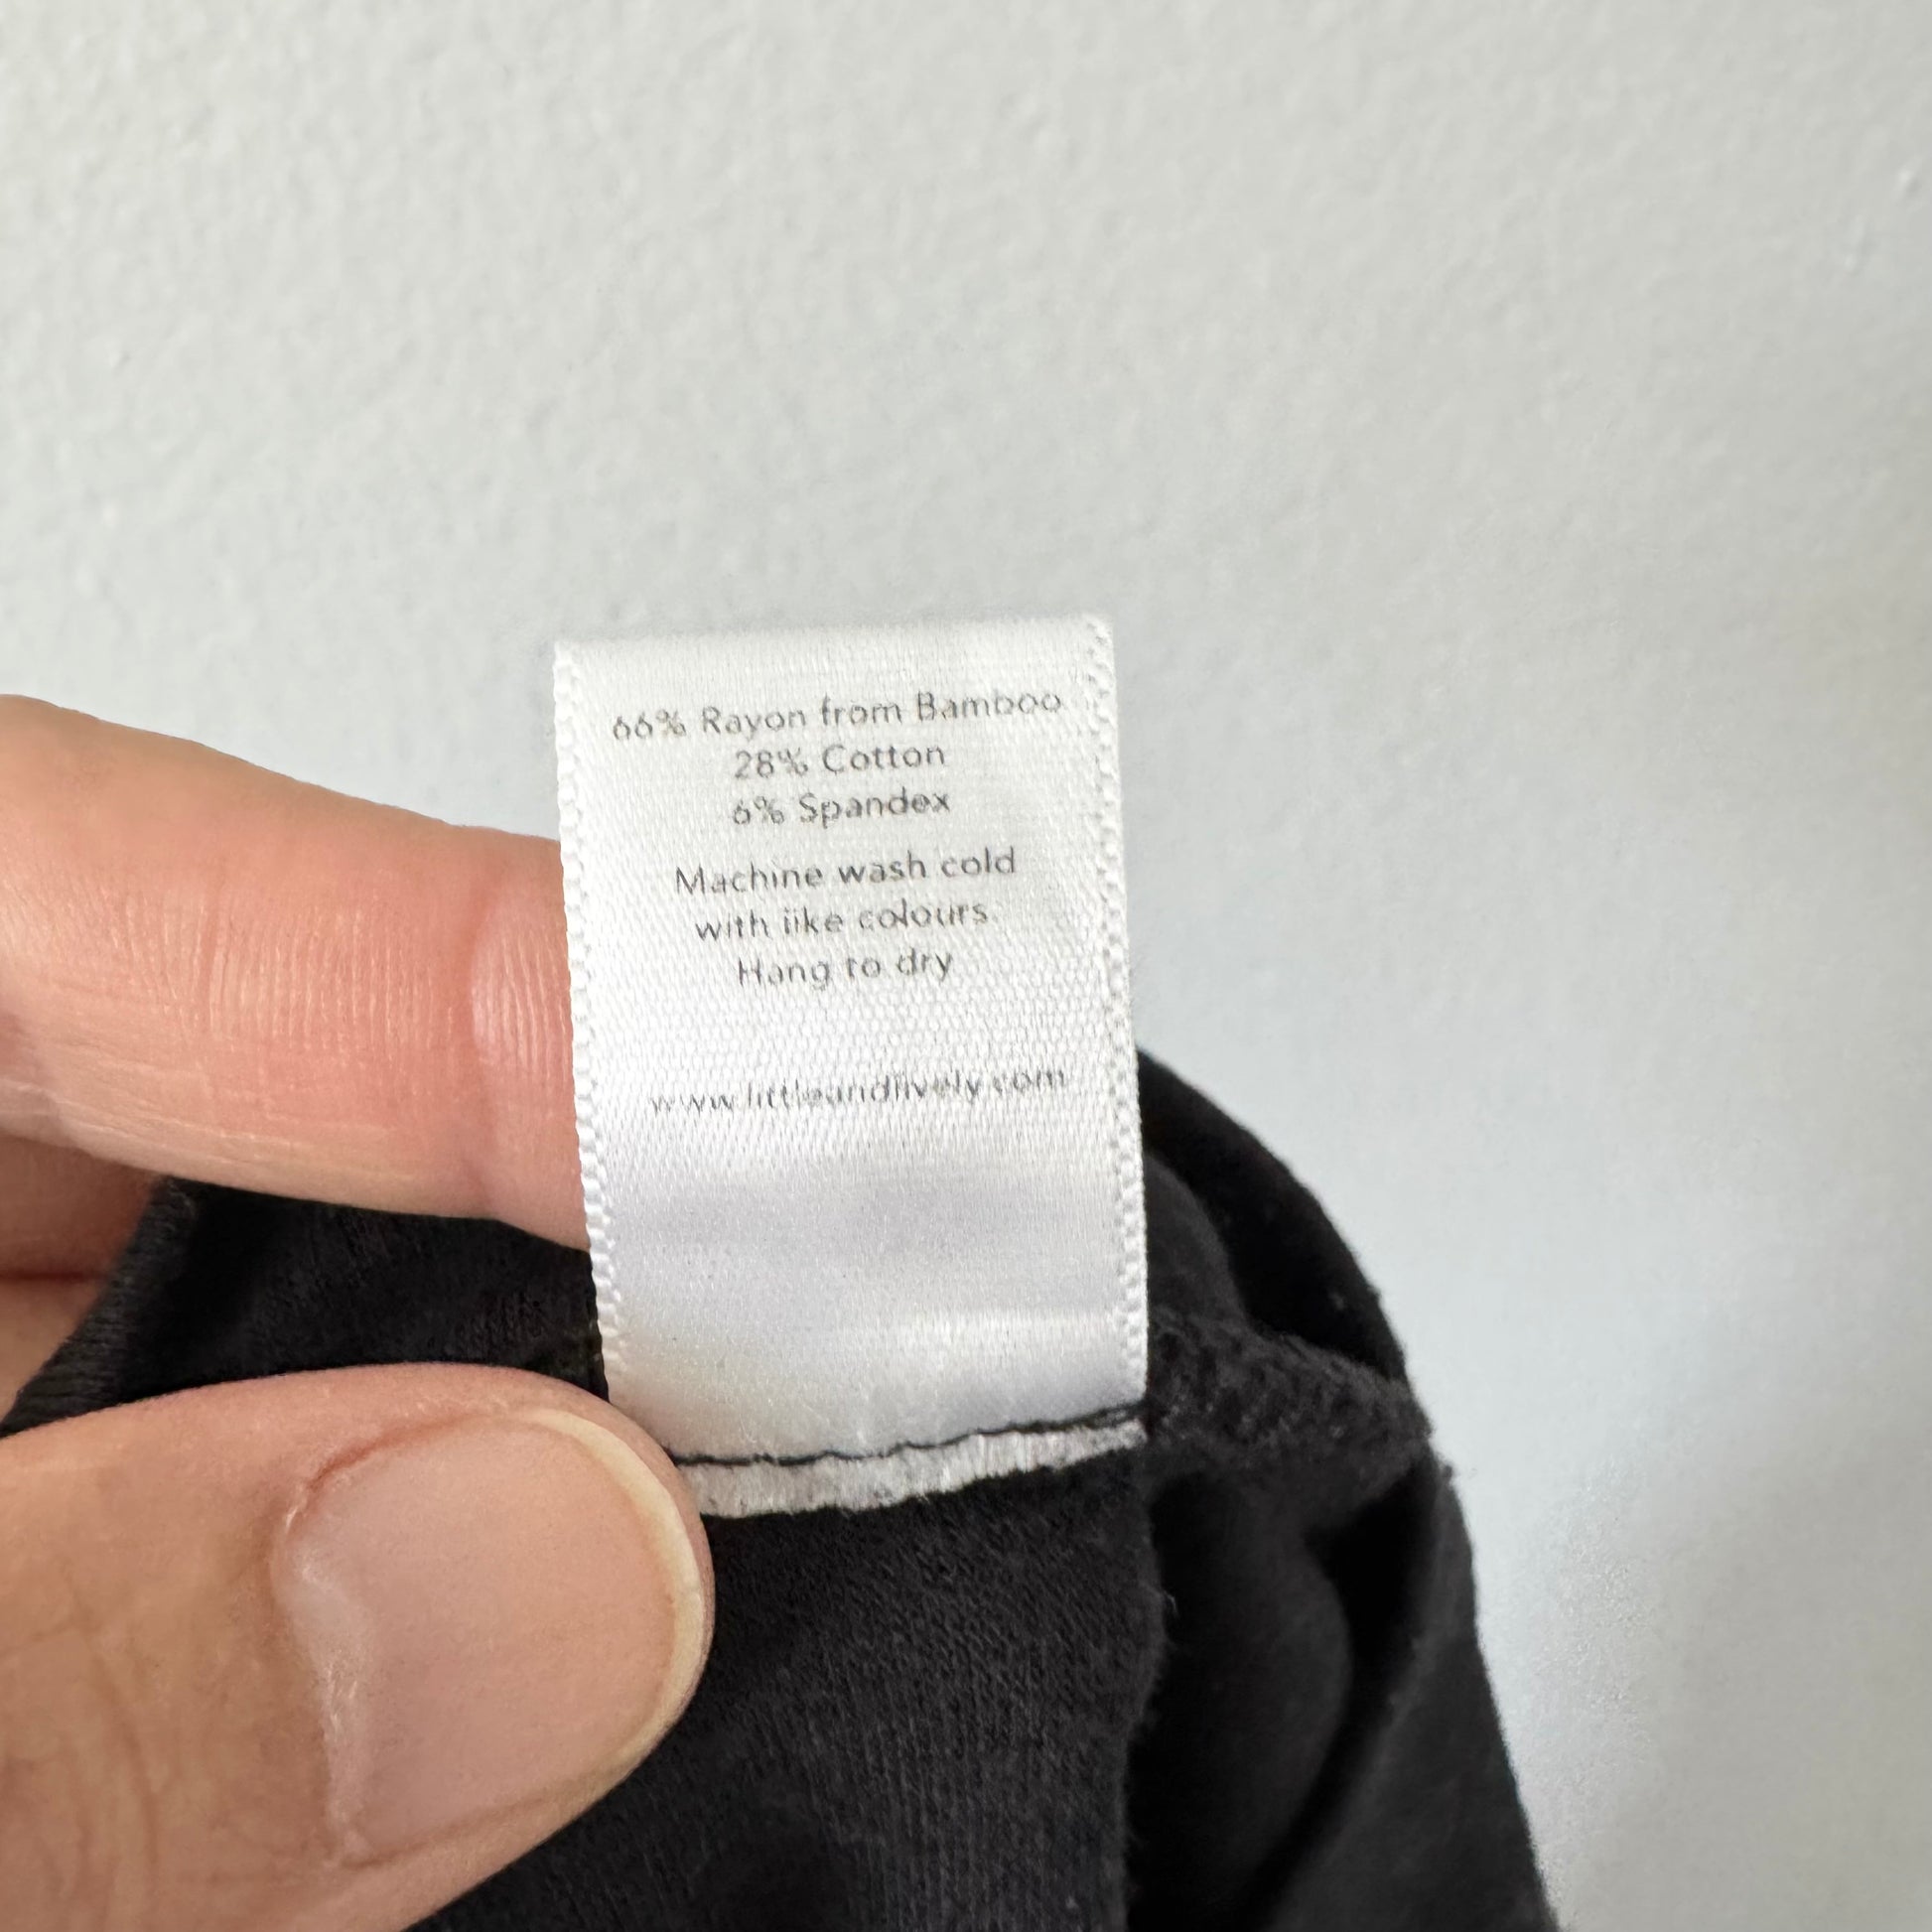 66% Rayon from Bamboo
28% Cotton
6% Spandex
Machine wash cold
with like colours.
Hang to dry
www.littleandlively.com